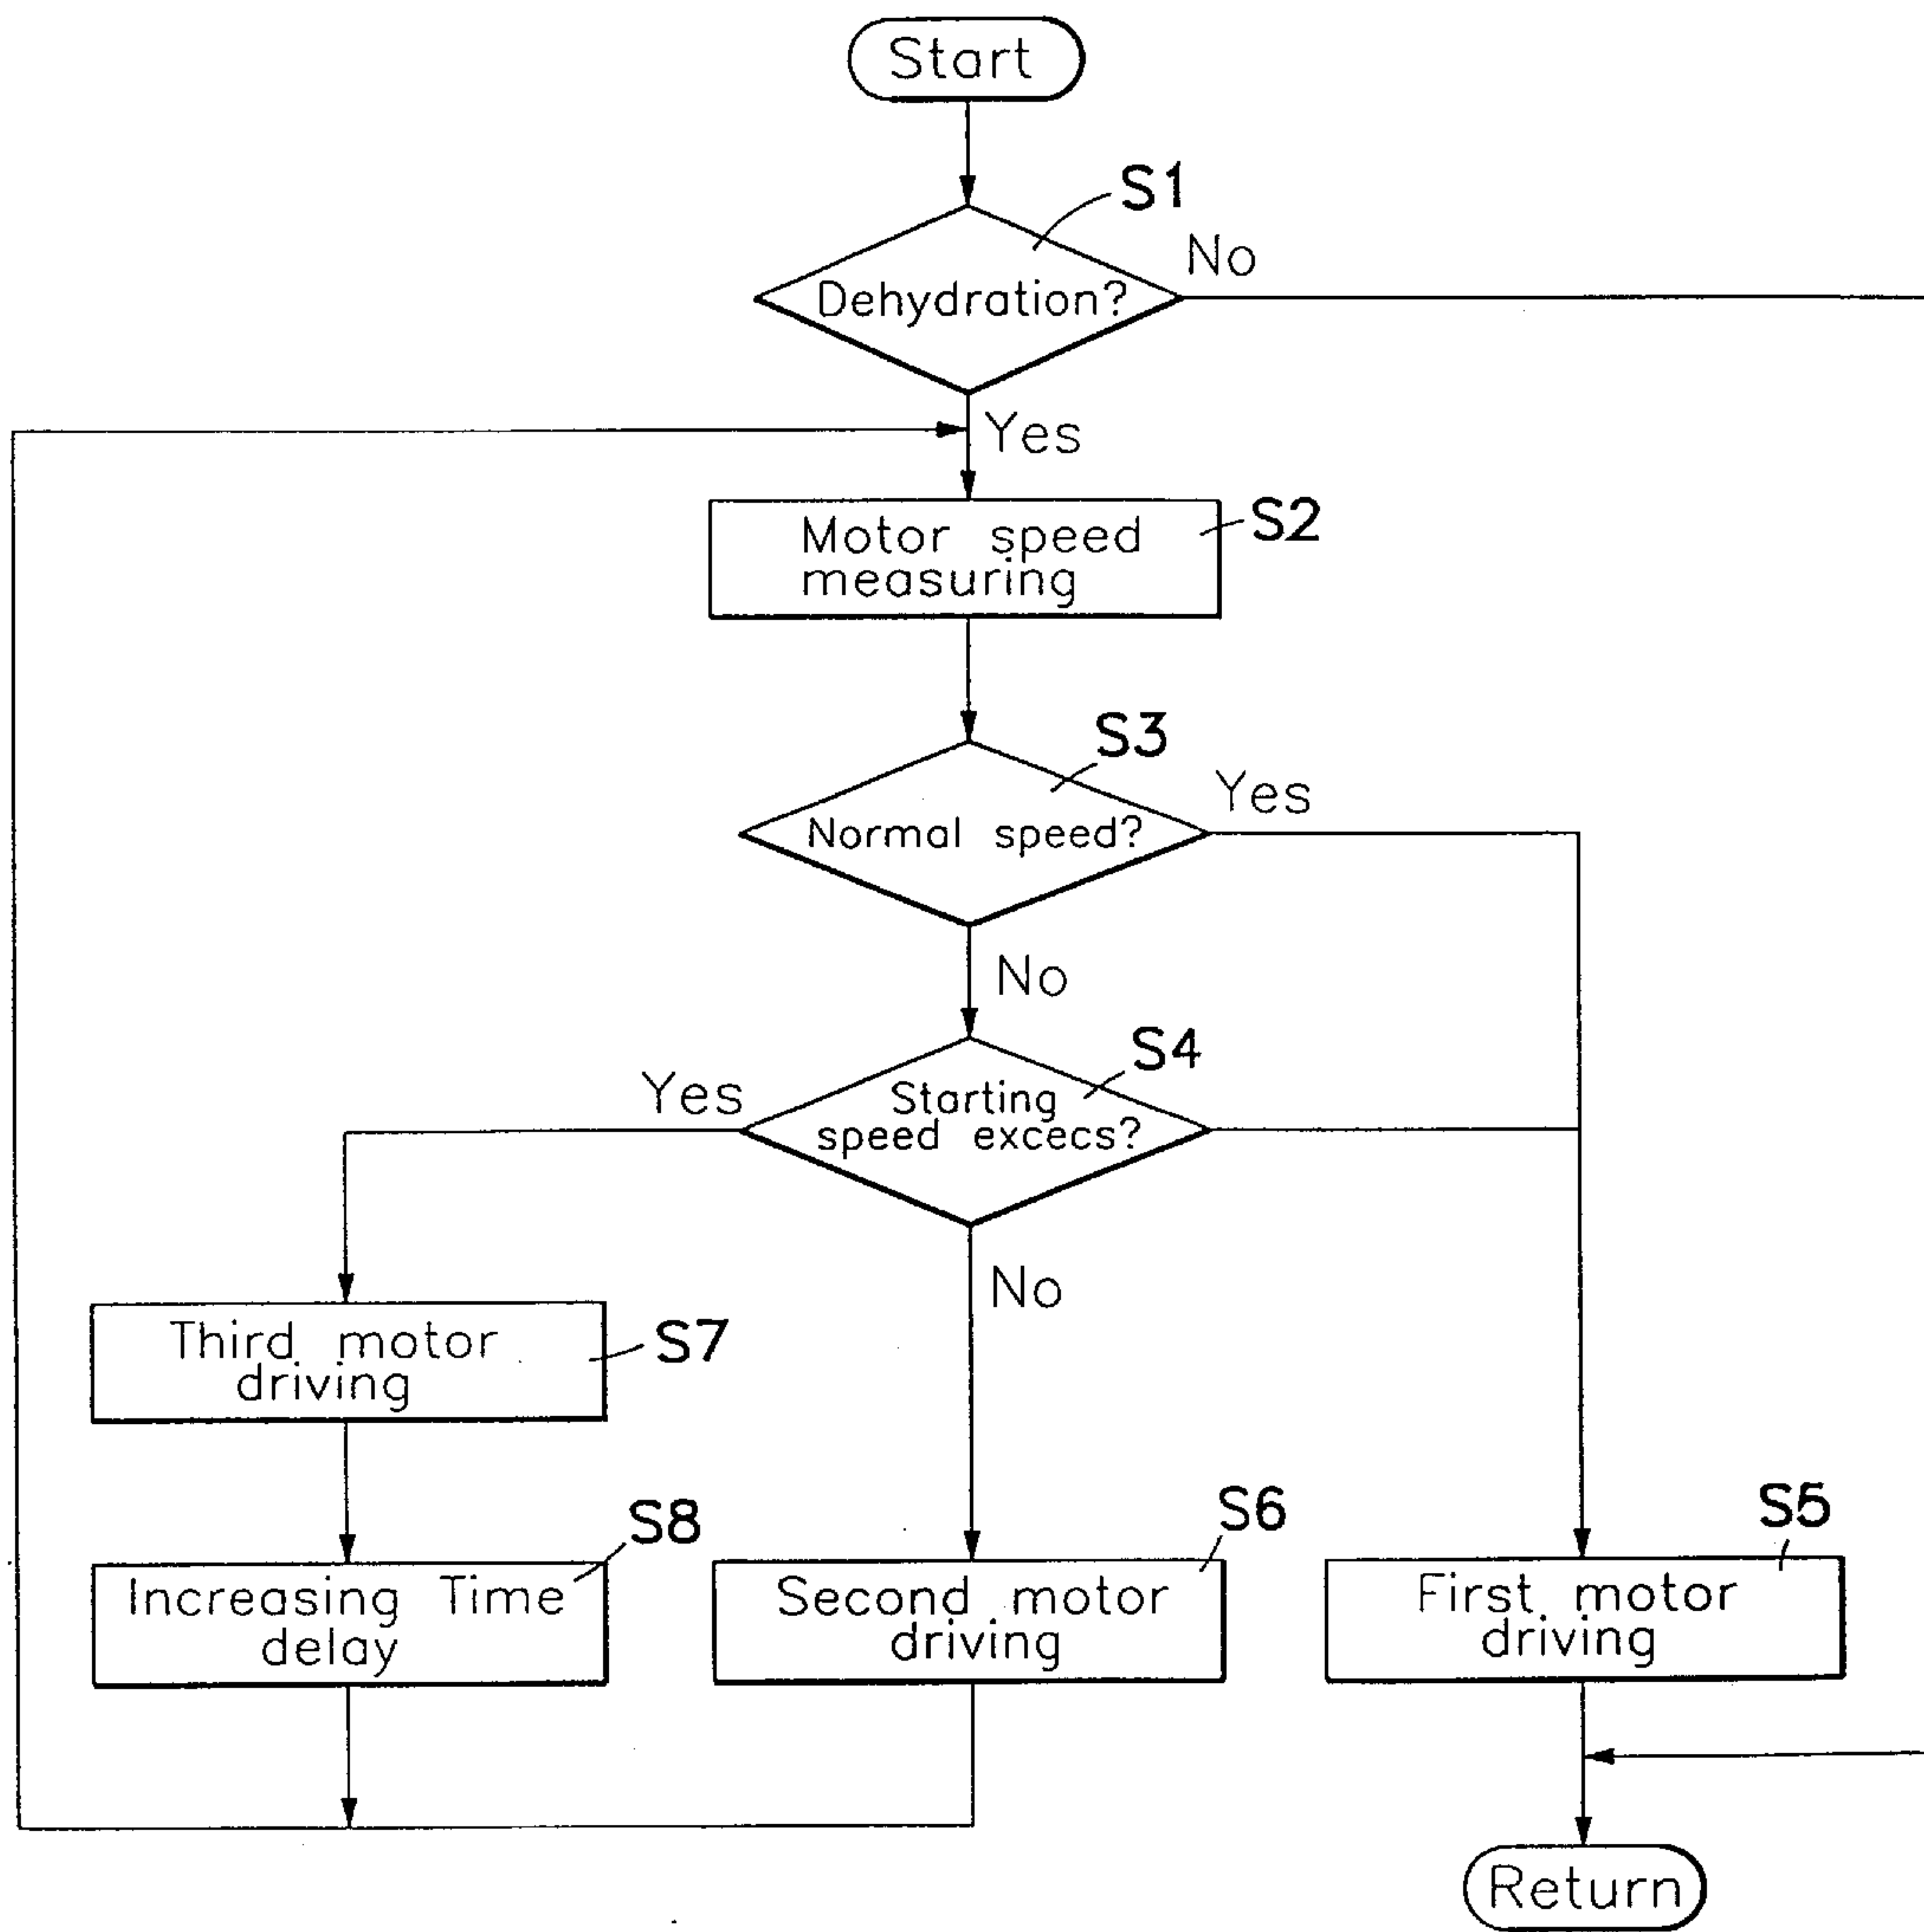 Start
S1
No
Dehydration?
Yes
S2
Motor speed
measuring
S3
Yes
Normal speed?
No
S4
Yes
Starting
speed excecs?
No
S7
Third motor
driving
S8
Increasing Time
delay
S6
Second motor
driving
S5
First motor
driving
Return